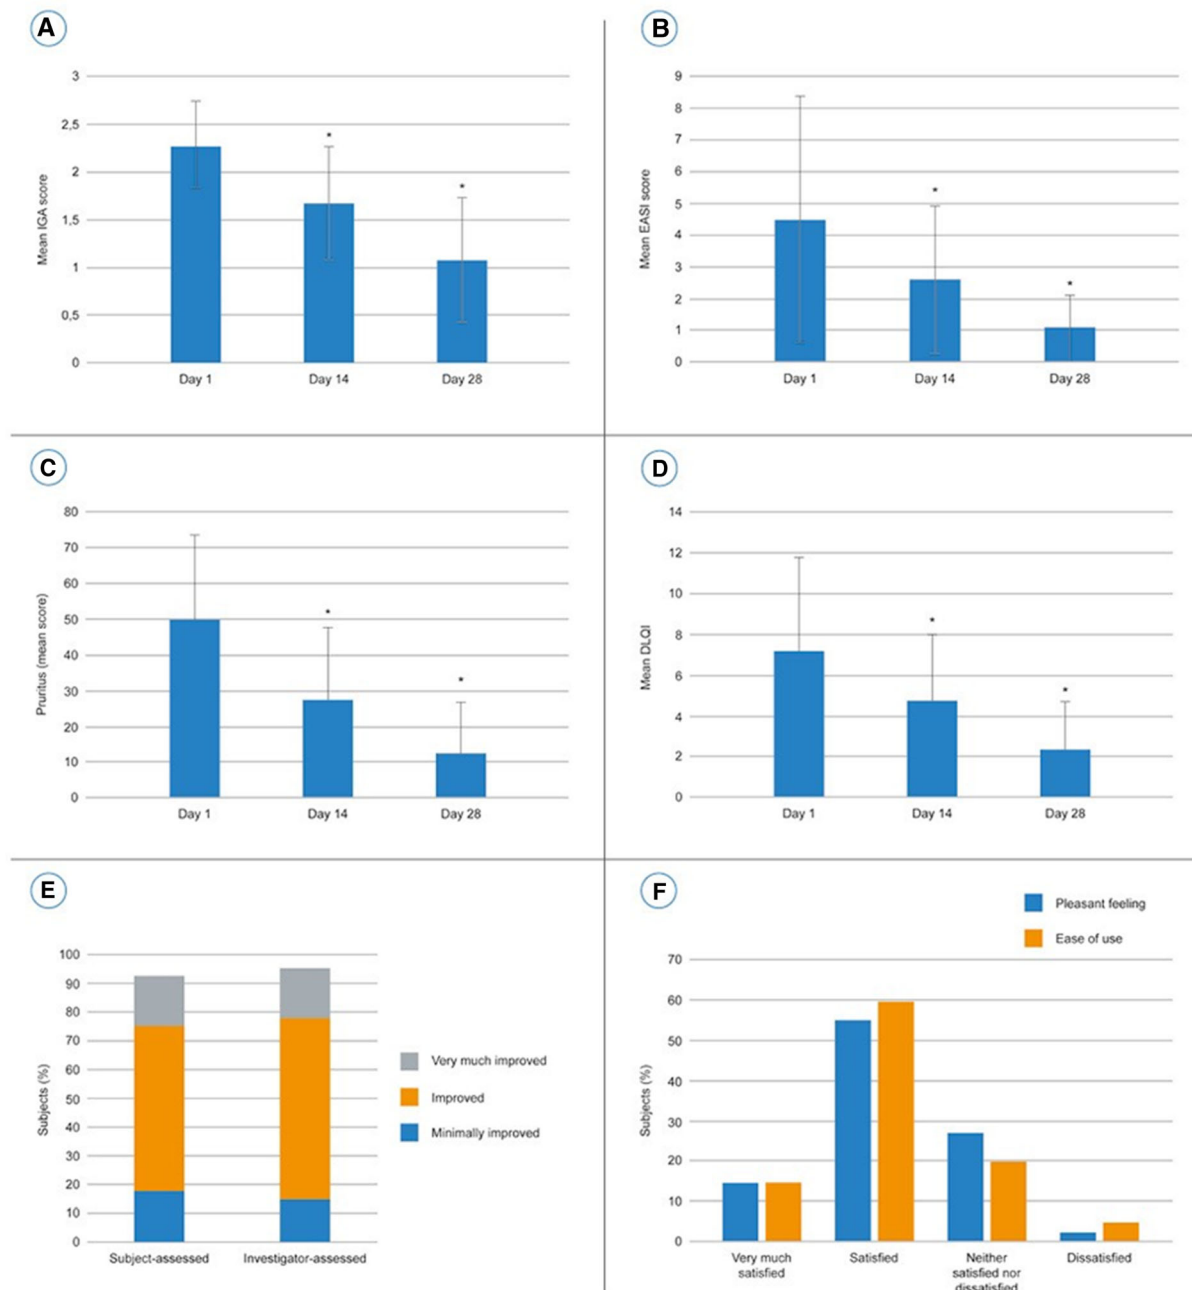 A
3
2,5
2
1,5
1
0,5
0
Mean IGA score
*
*
Day 1 Day 14 Day 28
B
9
8
7
6
5
4
3
2
1
0
Mean EASI score
*
*
Day 1 Day 14 Day 28
C
80
70
60
50
40
30
20
10
0
Pruritus (mean score)
*
*
Day 1 Day 14 Day 28
D
14
12
10
8
6
4
2
0
Mean DLQI
*
*
Day 1 Day 14 Day 28
E
100
90
80
70
60
50
40
30
20
10
0
Subjects (%)
Subject-assessed Investigator-assessed
Very much improved
Improved
Minimally improved
F
Pleasant feeling
Ease of use
70
60
50
40
30
20
10
0
Subjects (%)
Very much
satisfied
Satisfied
Neither
satisfied nor
dissatisfied
Dissatisfied